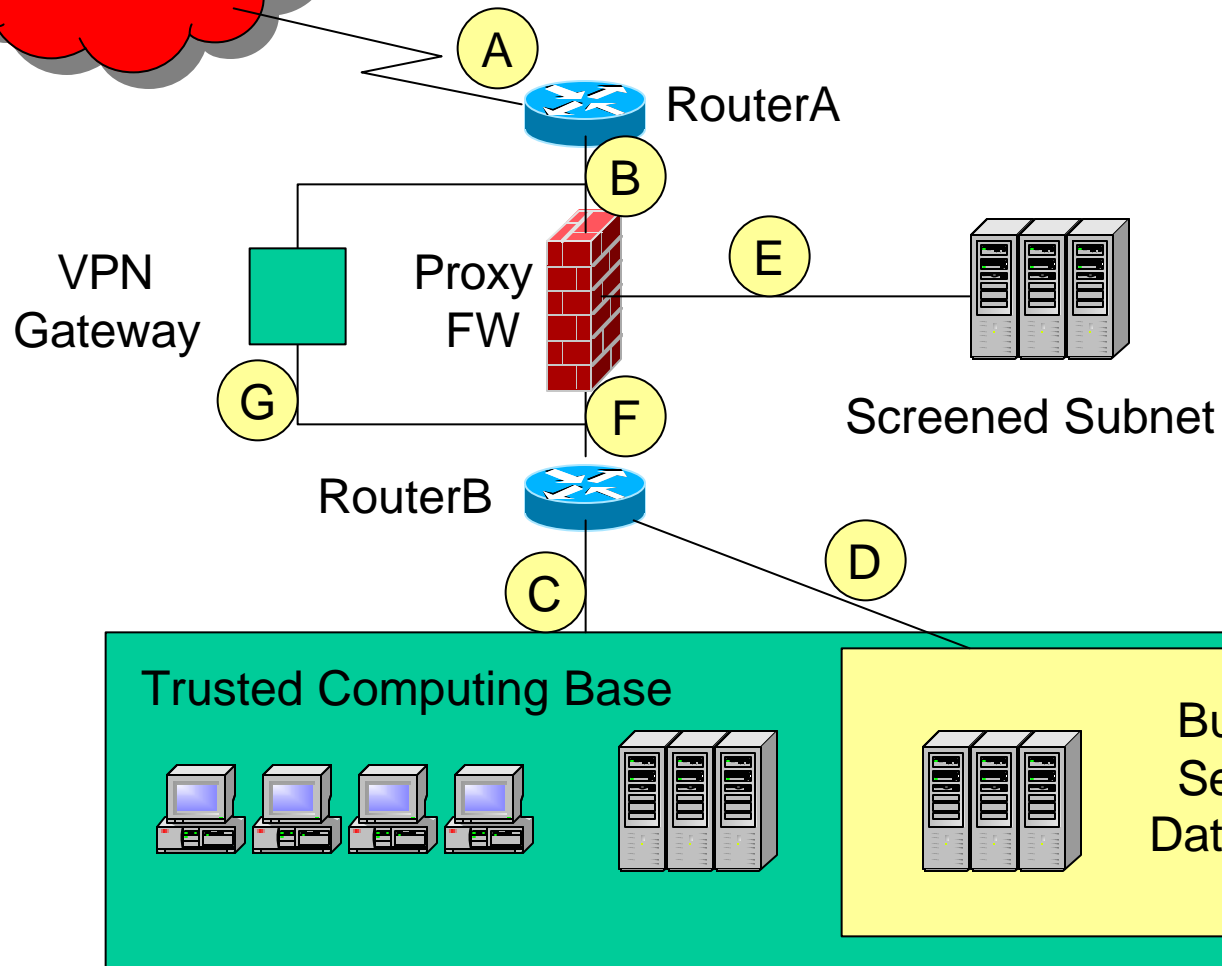 A
RouterA
B
VPN
Gateway
Proxy
FW
E
G
F
Screened Subnet
RouterB
D
C
Trusted Computing Base